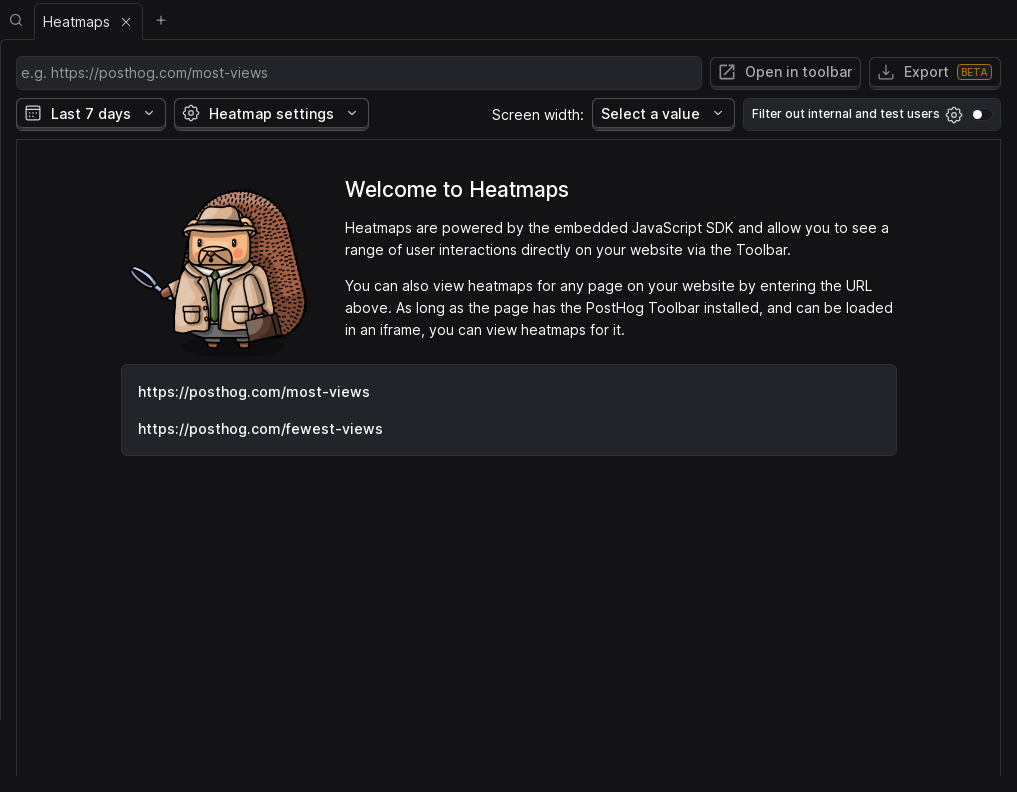 Heatmaps
e.g. https://posthog.com/most-views
Open in toolbar
Export BETA
Last 7 days
Heatmap settings
Screen width:
Select a value
Filter out internal and test users
Welcome to Heatmaps
Heatmaps are powered by the embedded JavaScript SDK and allow you to see a
range of user interactions directly on your website via the Toolbar.
You can also view heatmaps for any page on your website by entering the URL
above. As long as the page has the PostHog Toolbar installed, and can be loaded
in an iframe, you can view heatmaps for it.
https://posthog.com/most-views
https://posthog.com/fewest-views